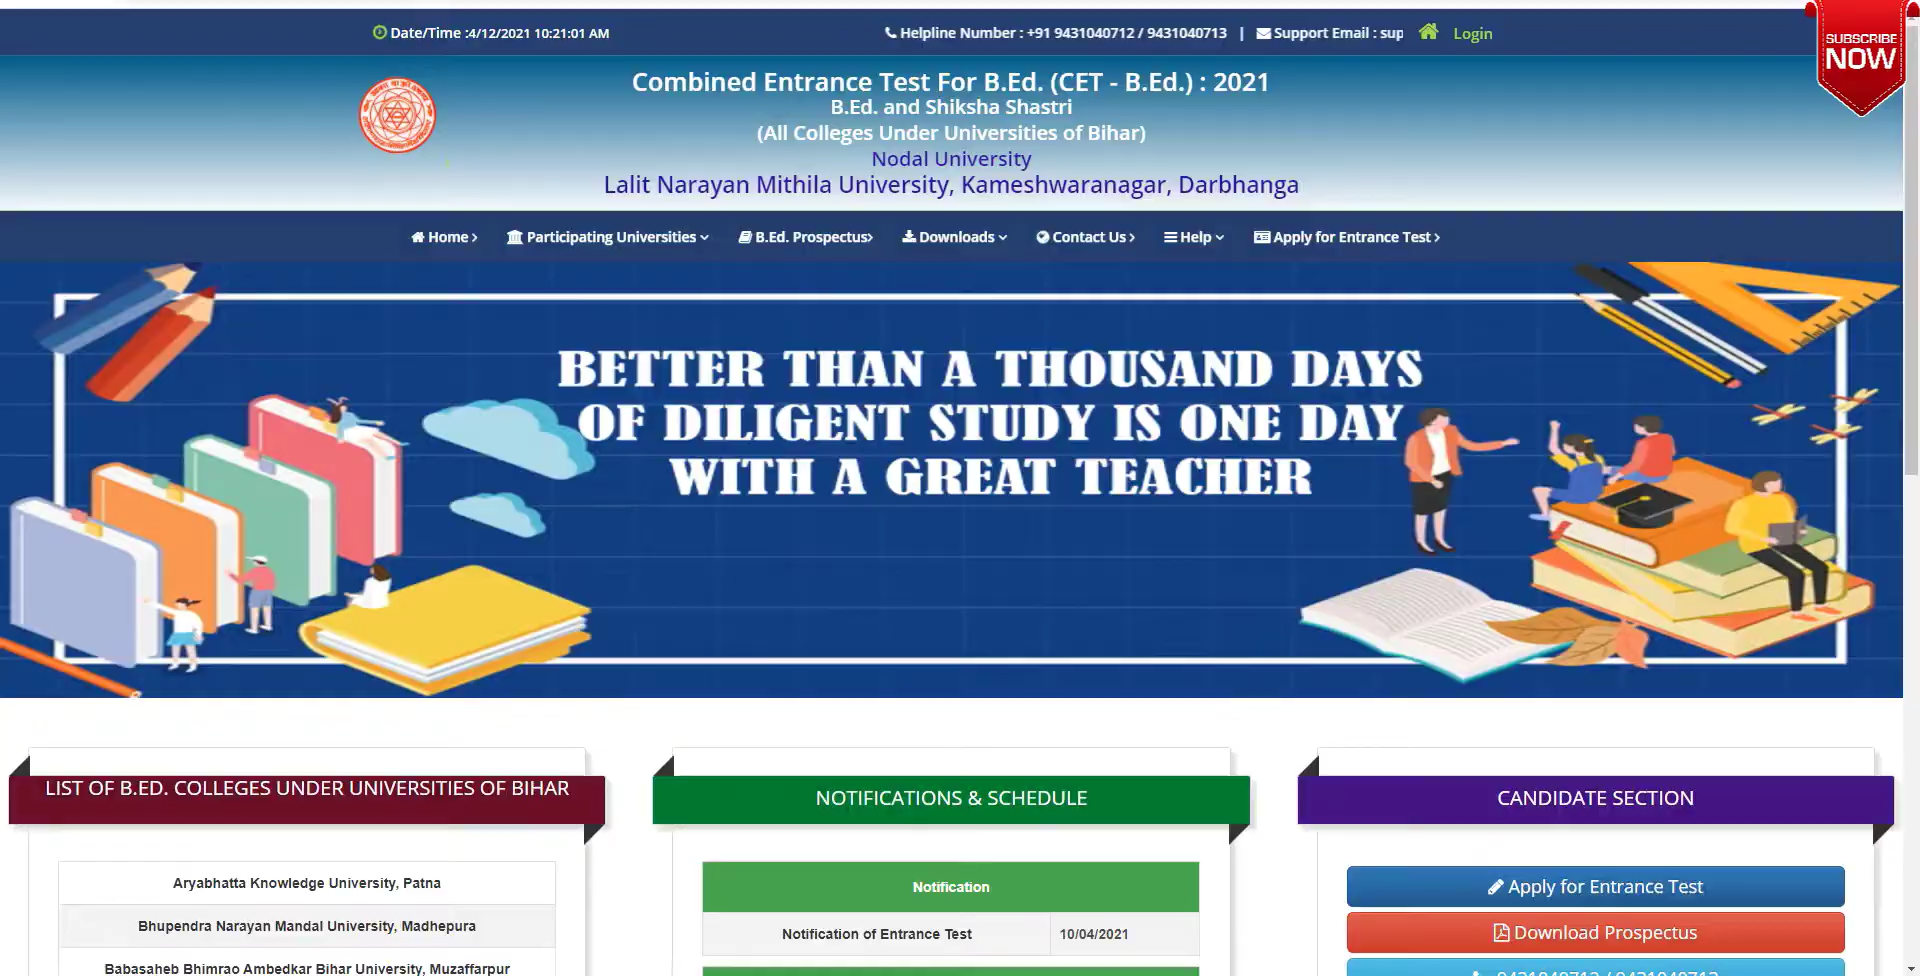 Date/Time :4/12/2021 10:21:01 AM
Helpline Number : +91 9431040712 / 9431040713 | Support Email : sup
Login
SUBSCRIBE
NOW
Combined Entrance Test For B.Ed. (CET - B.Ed.) : 2021
B.Ed. and Shiksha Shastri
(All Colleges Under Universities of Bihar)
Nodal University
Lalit Narayan Mithila University, Kameshwaranagar, Darbhanga
Home
Participating Universities
B.Ed. Prospectus
Downloads
Contact Us
Help
Apply for Entrance Test
BETTER THAN A THOUSAND DAYS
OF DILIGENT STUDY IS ONE DAY
WITH A GREAT TEACHER
LIST OF B.ED. COLLEGES UNDER UNIVERSITIES OF BIHAR
Aryabhatta Knowledge University, Patna
Bhupendra Narayan Mandal University, Madhepura
Babasaheb Bhimrao Ambedkar Bihar University, Muzaffarpur
NOTIFICATIONS & SCHEDULE
Notification
Notification of Entrance Test 10/04/2021
CANDIDATE SECTION
Apply for Entrance Test
Download Prospectus
9431040712 / 9431040713